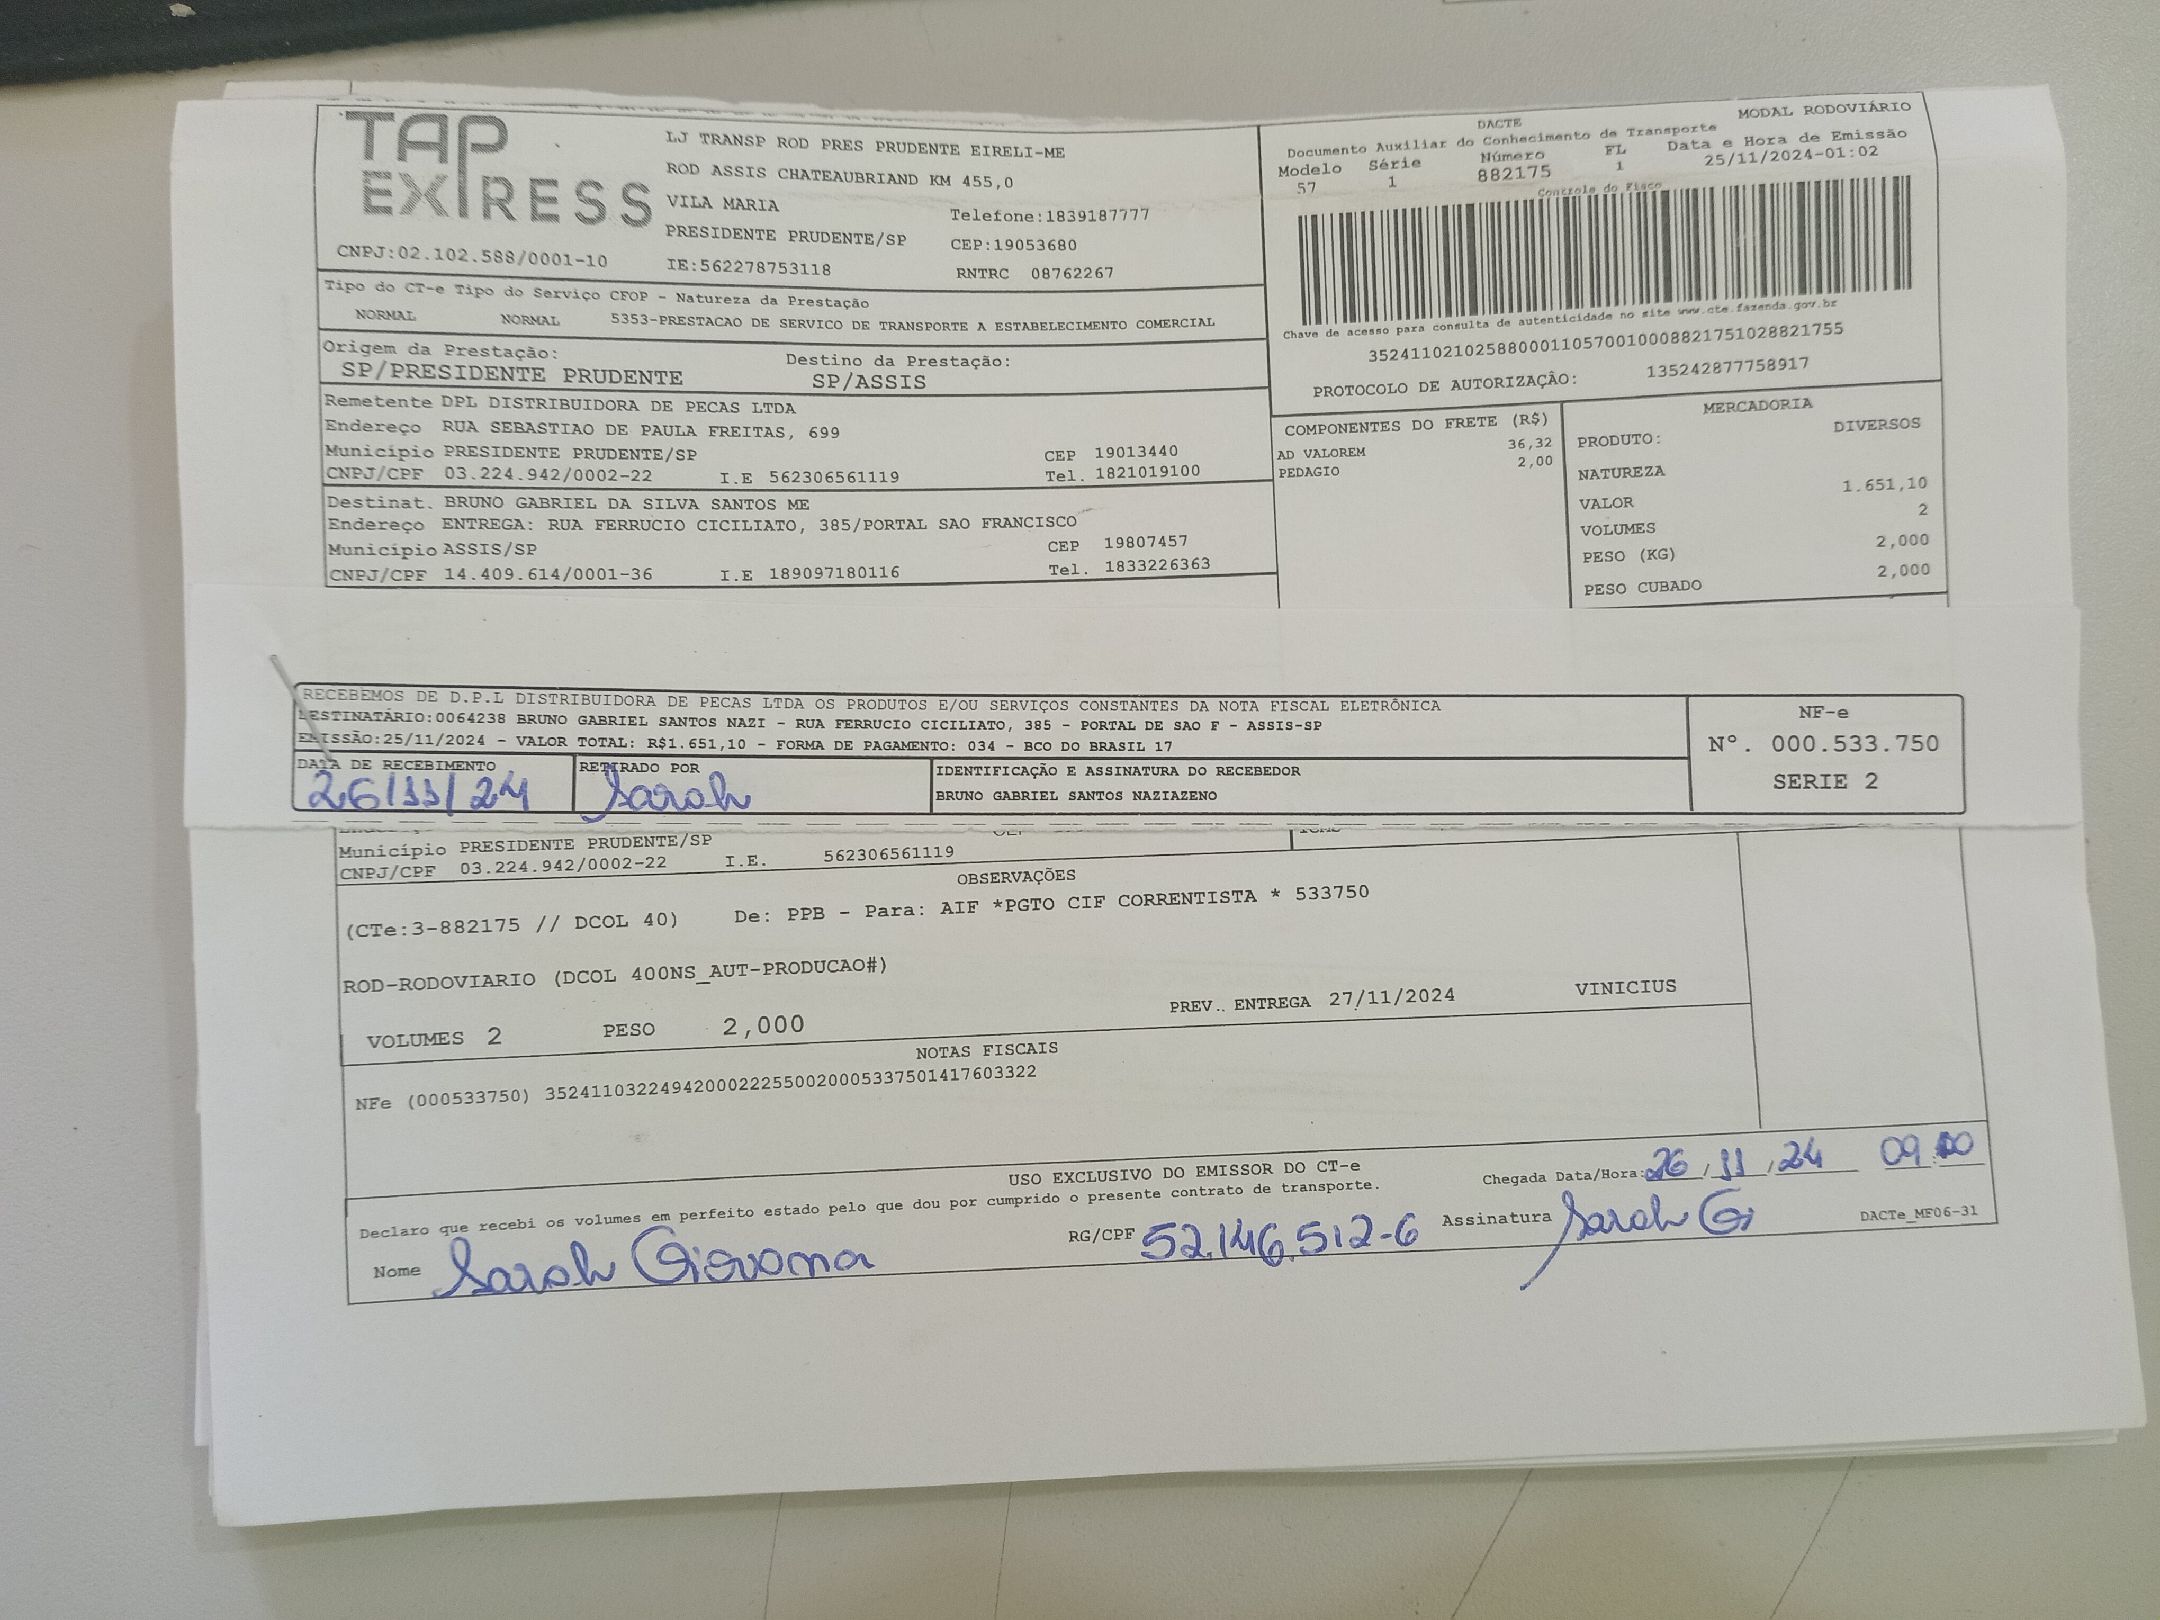 TAP EXPRESS
LJ TRANSP ROD PRES PRUDENTE EIRELI-ME
ROD ASSIS CHATEAUBRIAND KM 455,0
VILA MARIA
Telefone:1839187777
PRESIDENTE PRUDENTE/SP CEP:19053680
CNPJ:02.102.588/0001-10 IE:562278753118 RNTRC 08762267
MODAL RODOVIÁRIO
DACTE
Documento Auxiliar do Conhecimento de Transporte
Modelo Série Número FL Data e Hora de Emissão
57 1 882175 1 25/11/2024-01:02
Controle do Fisco
Chave de acesso para consulta de autenticidade no site www.cte.fazenda.gov.br
35241102102588000110570010008821751028821755
PROTOCOLO DE AUTORIZAÇÃO: 135242877758917
Tipo do CT-e Tipo do Serviço CFOP - Natureza da Prestação
NORMAL NORMAL 5353-PRESTACAO DE SERVICO DE TRANSPORTE A ESTABELECIMENTO COMERCIAL
Origem da Prestação: Destino da Prestação:
SP/PRESIDENTE PRUDENTE SP/ASSIS
Remetente DPL DISTRIBUIDORA DE PECAS LTDA
Endereço RUA SEBASTIAO DE PAULA FREITAS, 699
Município PRESIDENTE PRUDENTE/SP CEP 19013440
CNPJ/CPF 03.224.942/0002-22 I.E 562306561119 Tel. 1821019100
Destinat. BRUNO GABRIEL DA SILVA SANTOS ME
Endereço ENTREGA: RUA FERRUCIO CICILIATO, 385/PORTAL SAO FRANCISCO
Município ASSIS/SP CEP 19807457
CNPJ/CPF 14.409.614/0001-36 I.E 189097180116 Tel. 1833226363
COMPONENTES DO FRETE (R$)
AD VALOREM 36,32
PEDAGIO 2,00
MERCADORIA
PRODUTO: DIVERSOS
NATUREZA
VALOR 1.651,10
VOLUMES 2
PESO (KG) 2,000
PESO CUBADO 2,000
RECEBEMOS DE D.P.L DISTRIBUIDORA DE PECAS LTDA OS PRODUTOS E/OU SERVIÇOS CONSTANTES DA NOTA FISCAL ELETRÔNICA
DESTINATÁRIO:0064238 BRUNO GABRIEL SANTOS NAZI - RUA FERRUCIO CICILIATO, 385 - PORTAL DE SAO F - ASSIS-SP
EMISSÃO:25/11/2024 - VALOR TOTAL: R$1.651,10 - FORMA DE PAGAMENTO: 034 - BCO DO BRASIL 17
DATA DE RECEBIMENTO RETIRADO POR IDENTIFICAÇÃO E ASSINATURA DO RECEBEDOR
26/11/24 Sarah BRUNO GABRIEL SANTOS NAZIAZENO
NF-e
Nº. 000.533.750
SERIE 2
Município PRESIDENTE PRUDENTE/SP
CNPJ/CPF 03.224.942/0002-22 I.E. 562306561119
OBSERVAÇÕES
(CTe:3-882175 // DCOL 40) De: PPB - Para: AIF *PGTO CIF CORRENTISTA * 533750
ROD-RODOVIARIO (DCOL 400NS_AUT-PRODUCAO#)
VOLUMES 2 PESO 2,000 PREV.. ENTREGA 27/11/2024 VINICIUS
NOTAS FISCAIS
NFe (000533750) 35241103224942000222550020005337501417603322
USO EXCLUSIVO DO EMISSOR DO CT-e
Declaro que recebi os volumes em perfeito estado pelo que dou por cumprido o presente contrato de transporte.
Chegada Data/Hora: 26/11/24 09:00
Nome Sarah Giovana RG/CPF 52.146.512-6 Assinatura Sarah G.
DACTe_MF06-31